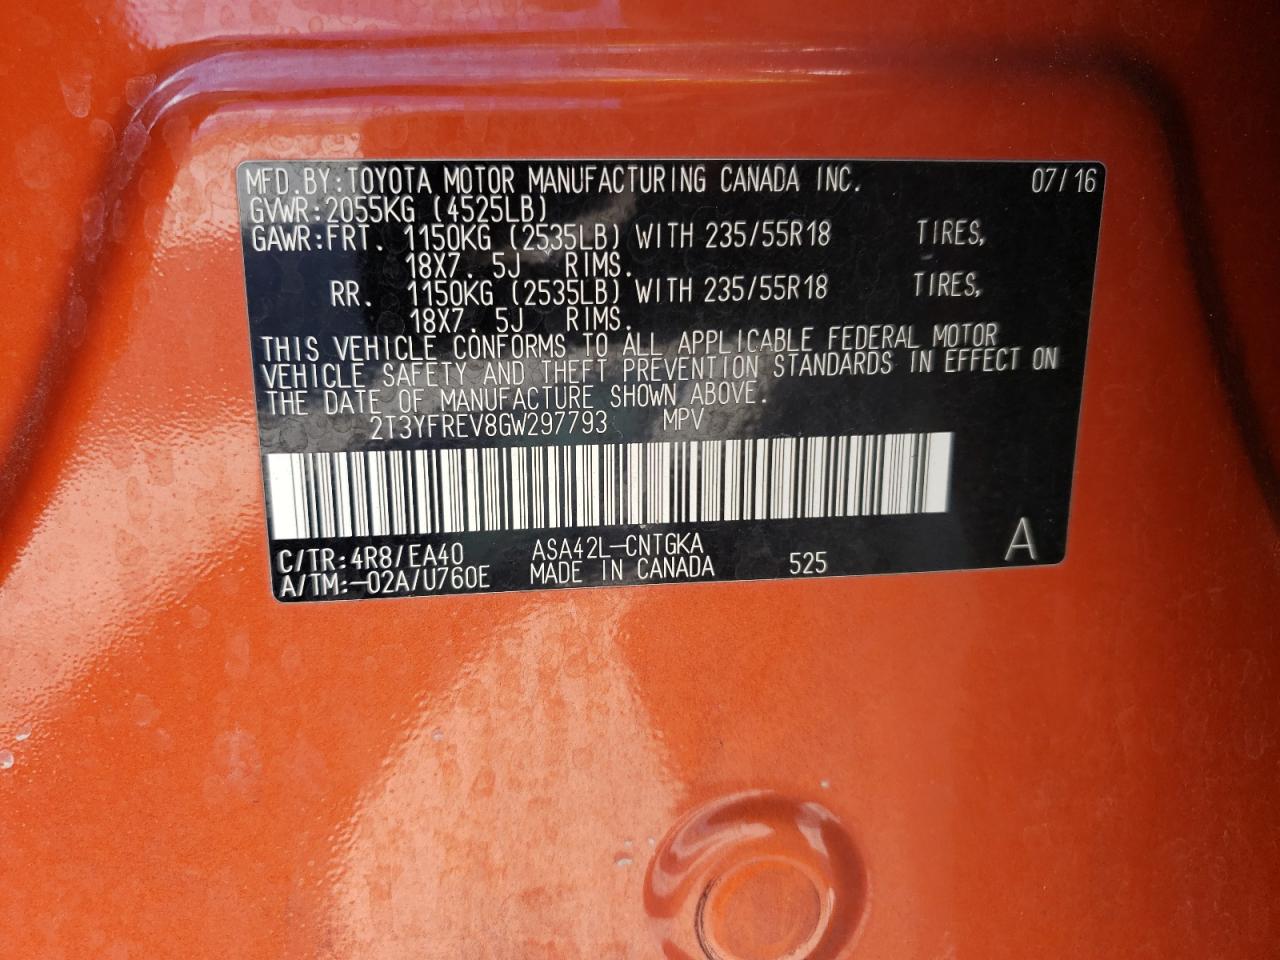 MFD.BY:TOYOTA MOTOR MANUFACTURING CANADA INC. 07/16
GVWR:2055KG (4525LB)
GAWR:FRT. 1150KG (2535LB) WITH 235/55R18 TIRES,
18X7. 5J RIMS.
RR. 1150KG (2535LB) WITH 235/55R18 TIRES,
18X7. 5J RIMS.
THIS VEHICLE CONFORMS TO ALL APPLICABLE FEDERAL MOTOR
VEHICLE SAFETY AND THEFT PREVENTION STANDARDS IN EFFECT ON
THE DATE OF MANUFACTURE SHOWN ABOVE.
2T3YFREV8GW297793 MPV
C/TR:4R8/EA40 ASA42L-CNTGKA A
A/TM:-02A/U760E MADE IN CANADA 525